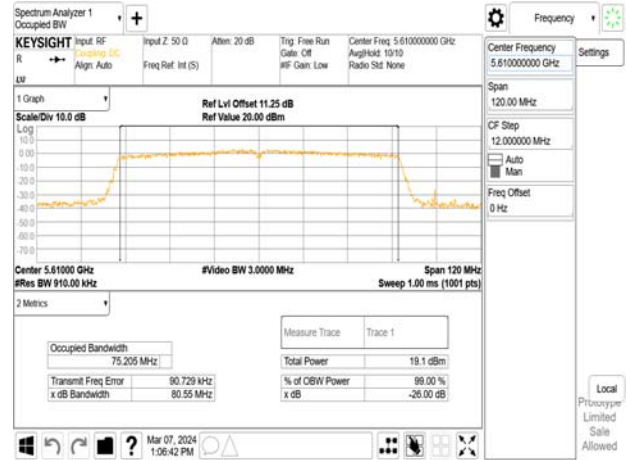 Spectrum Analyzer 1
Occupied BW
+
Frequency
KEYSIGHT
R
LV
Input: RF
Coupling: DC
Align: Auto
Input Z: 50 Ω
Freq Ref: Int (S)
Atten: 20 dB
Trig: Free Run
Gate: Off
#IF Gain: Low
Center Freq: 5.610000000 GHz
Avg|Hold: 10/10
Radio Std: None
Center Frequency
5.610000000 GHz
Settings
Span
120.00 MHz
CF Step
12.000000 MHz
Auto
Man
Freq Offset
0 Hz
1 Graph
Scale/Div 10.0 dB
Ref Lvl Offset 11.25 dB
Ref Value 20.00 dBm
Log
10.0
0.00
-10.0
-20.0
-30.0
-40.0
-50.0
-60.0
-70.0
Center 5.61000 GHz
#Video BW 3.0000 MHz
Span 120 MHz
#Res BW 910.00 kHz
Sweep 1.00 ms (1001 pts)
2 Metrics
Measure Trace Trace 1
Occupied Bandwidth
75.205 MHz
Total Power 19.1 dBm
Transmit Freq Error 90.729 kHz
% of OBW Power 99.00 %
x dB Bandwidth 80.55 MHz
x dB -26.00 dB
Local
Prototype
Limited
Sale
Allowed
?
Mar 07, 2024
1:06:42 PM